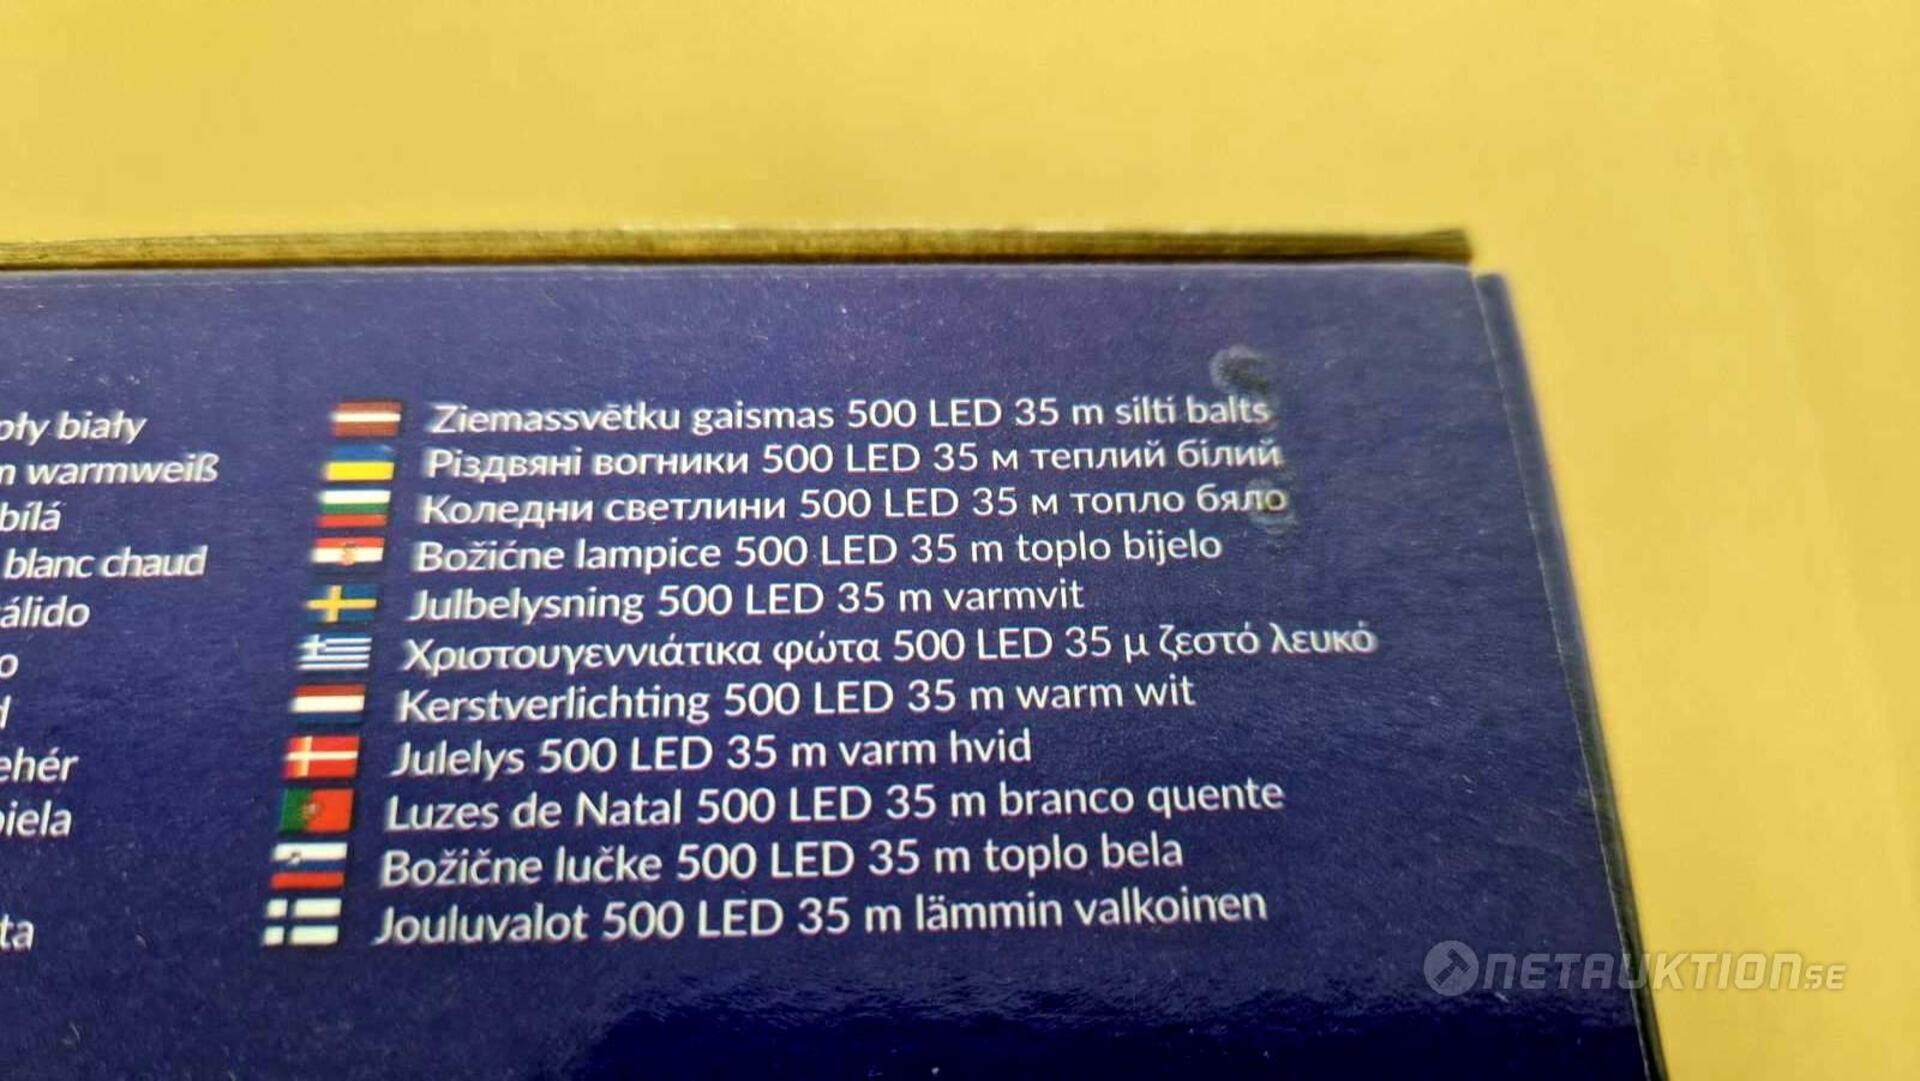 oły biały
m warmweiß
bílá
blanc chaud
álido
o
d
ehér
biela
ta
Ziemassvētku gaismas 500 LED 35 m silti balts
Різдвяні вогники 500 LED 35 м теплий білий
Коледни светлини 500 LED 35 м топло бяло
Božićne lampice 500 LED 35 m toplo bijelo
Julbelysning 500 LED 35 m varmvit
Χριστουγεννιάτικα φώτα 500 LED 35 μ ζεστό λευκό
Kerstverlichting 500 LED 35 m warm wit
Julelys 500 LED 35 m varm hvid
Luzes de Natal 500 LED 35 m branco quente
Božične lučke 500 LED 35 m toplo bela
Jouluvalot 500 LED 35 m lämmin valkoinen
NETAUKTION.SE